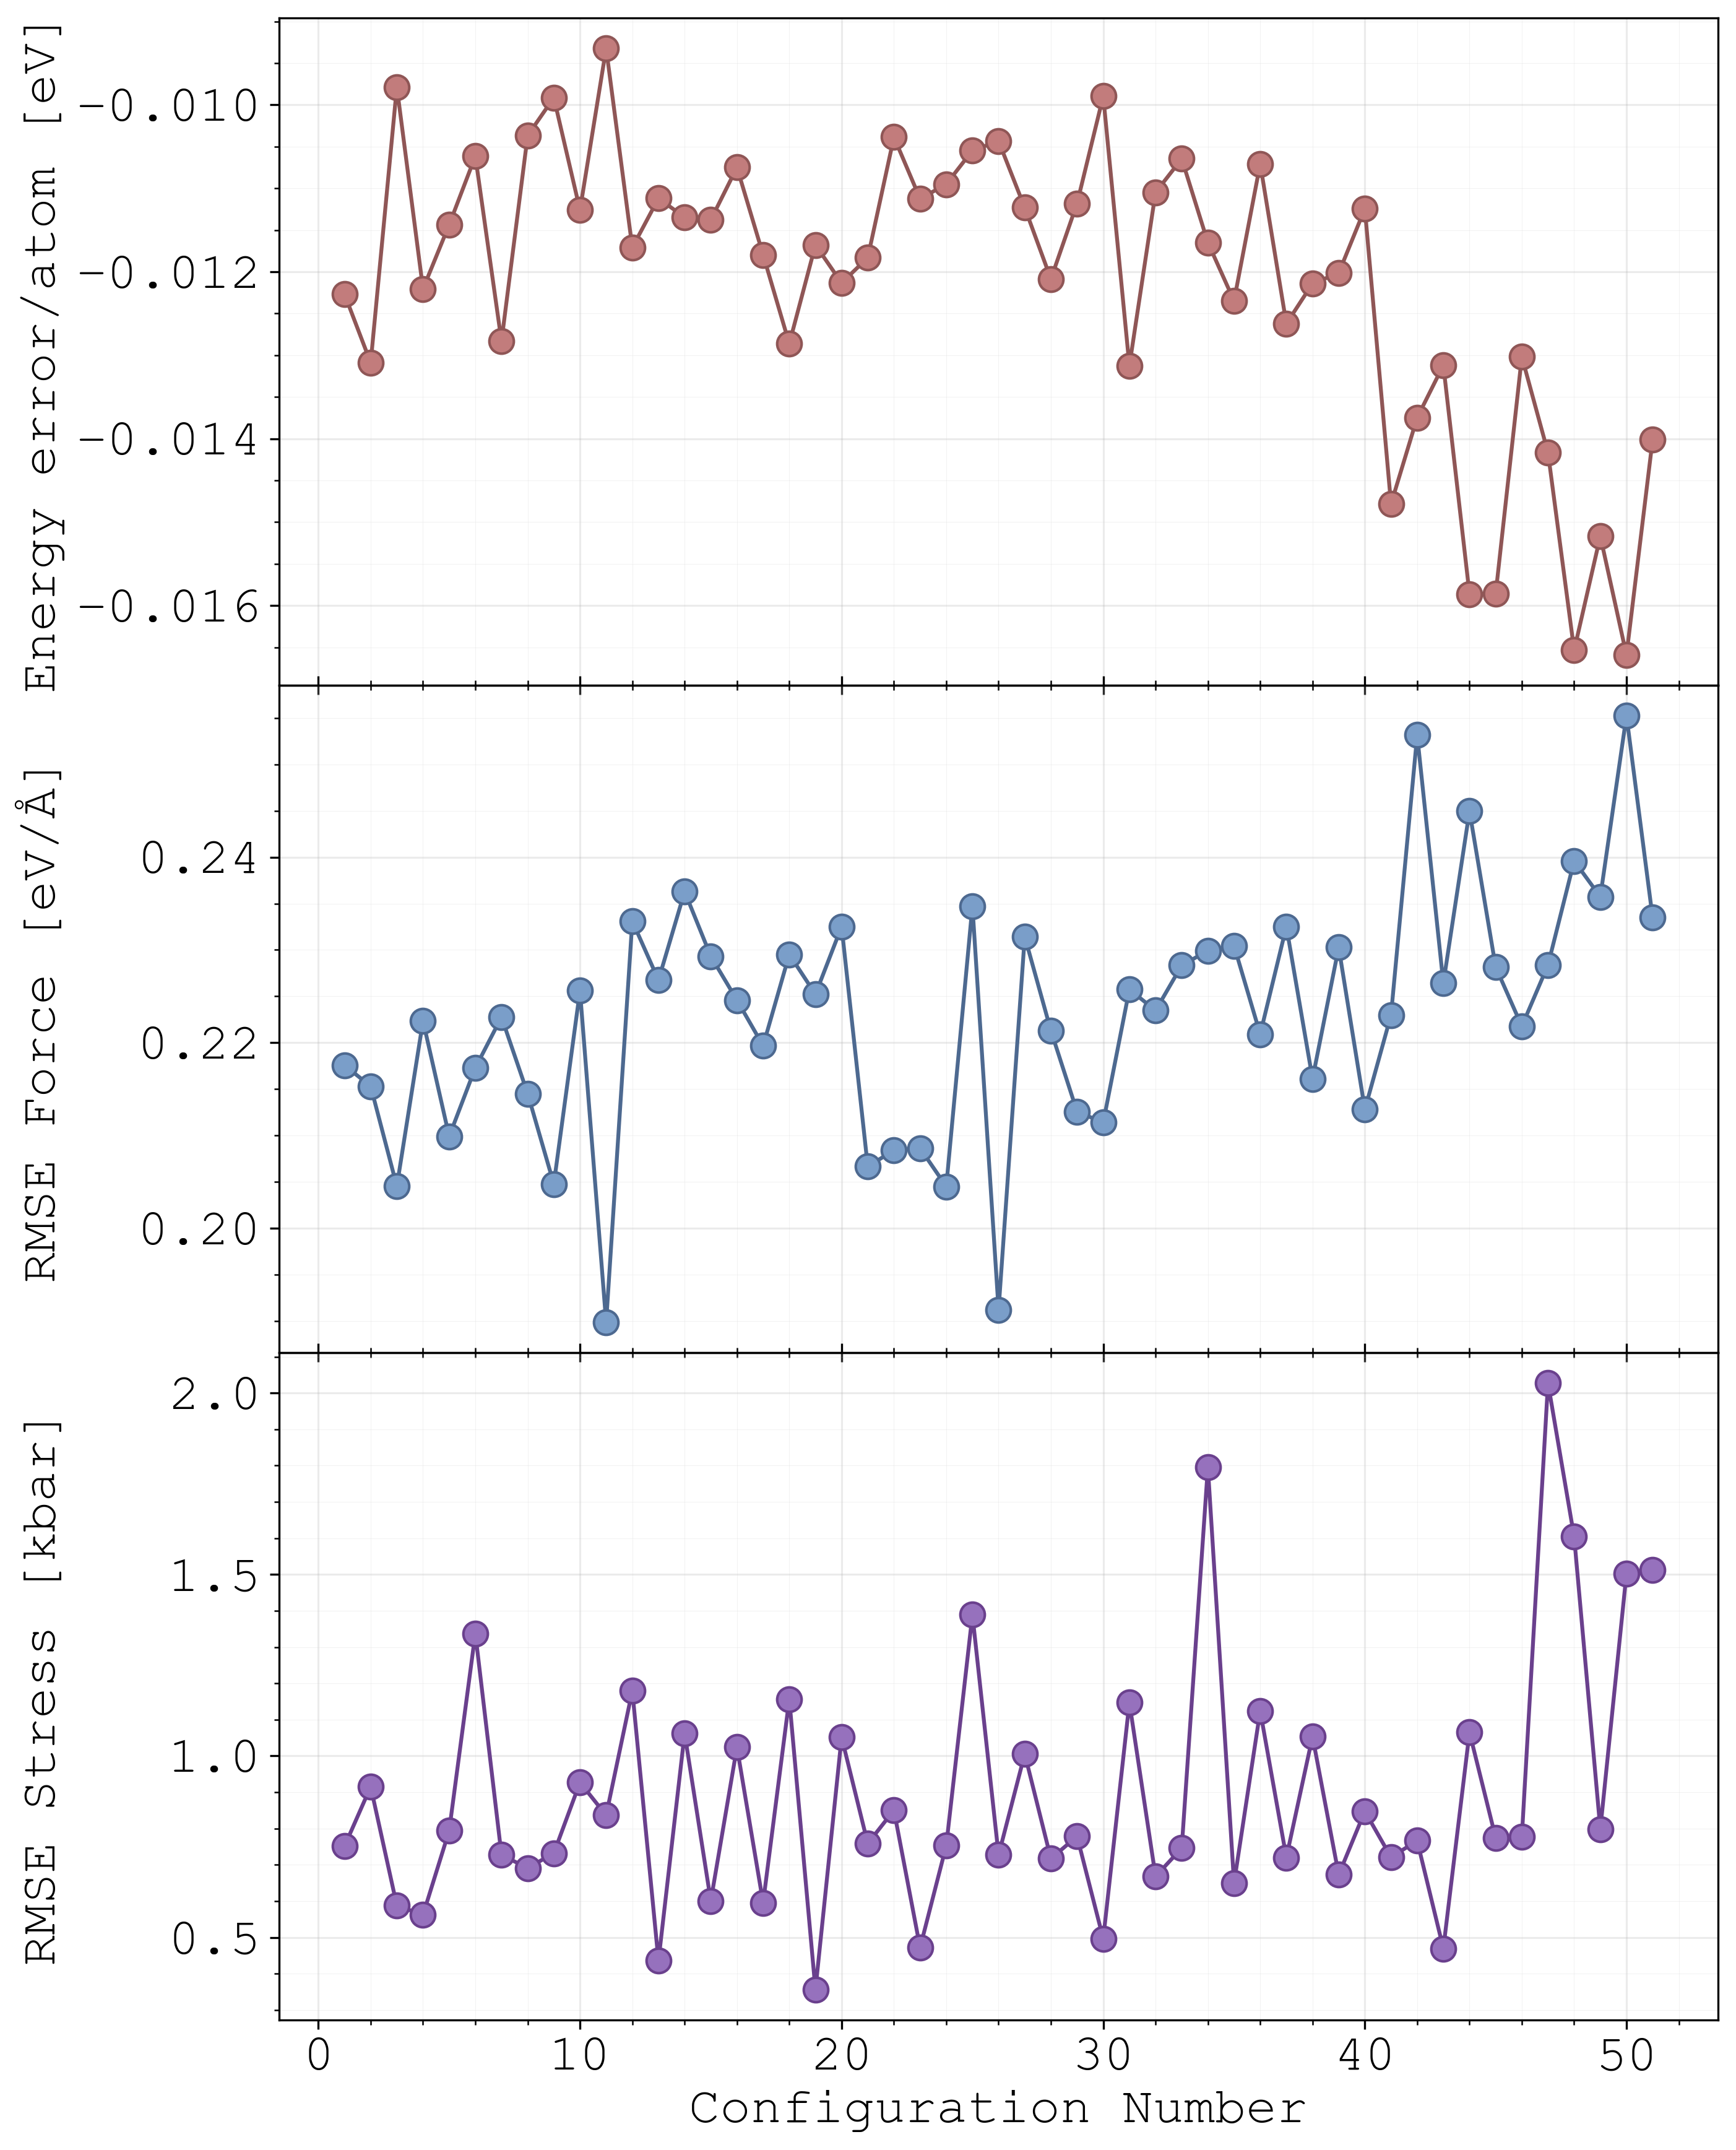 Energy error/atom [eV]
−0.010
−0.012
−0.014
−0.016
RMSE Force [eV/Å]
0.24
0.22
0.20
RMSE Stress [kbar]
2.0
1.5
1.0
0.5
0 10 20 30 40 50
Configuration Number